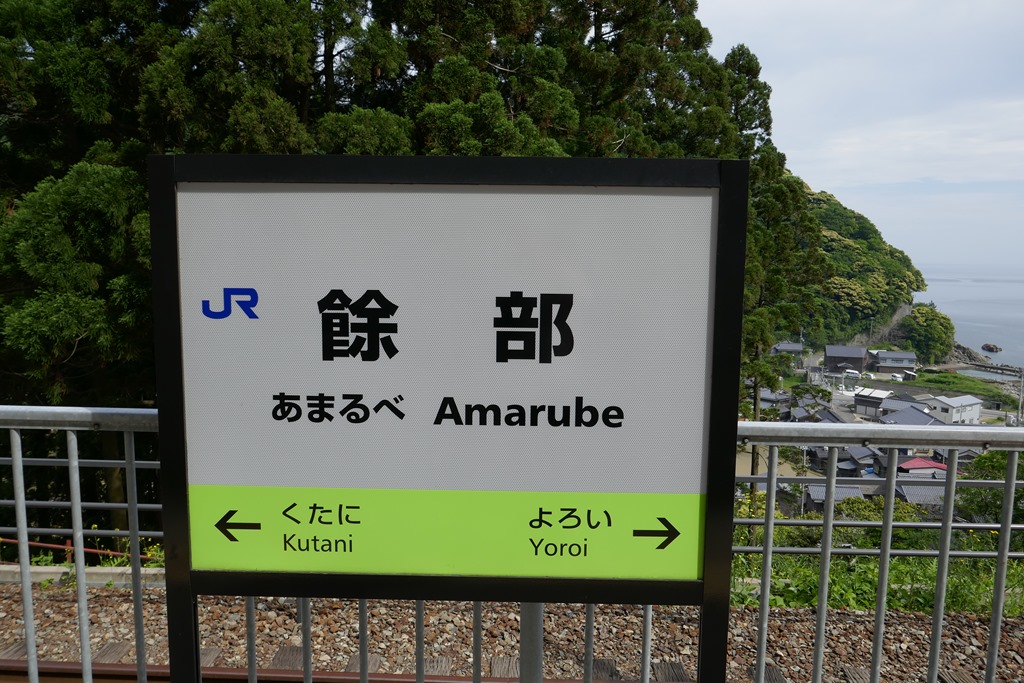 JR 餘部
あまるべ Amarube
← くたに よろい →
Kutani Yoroi